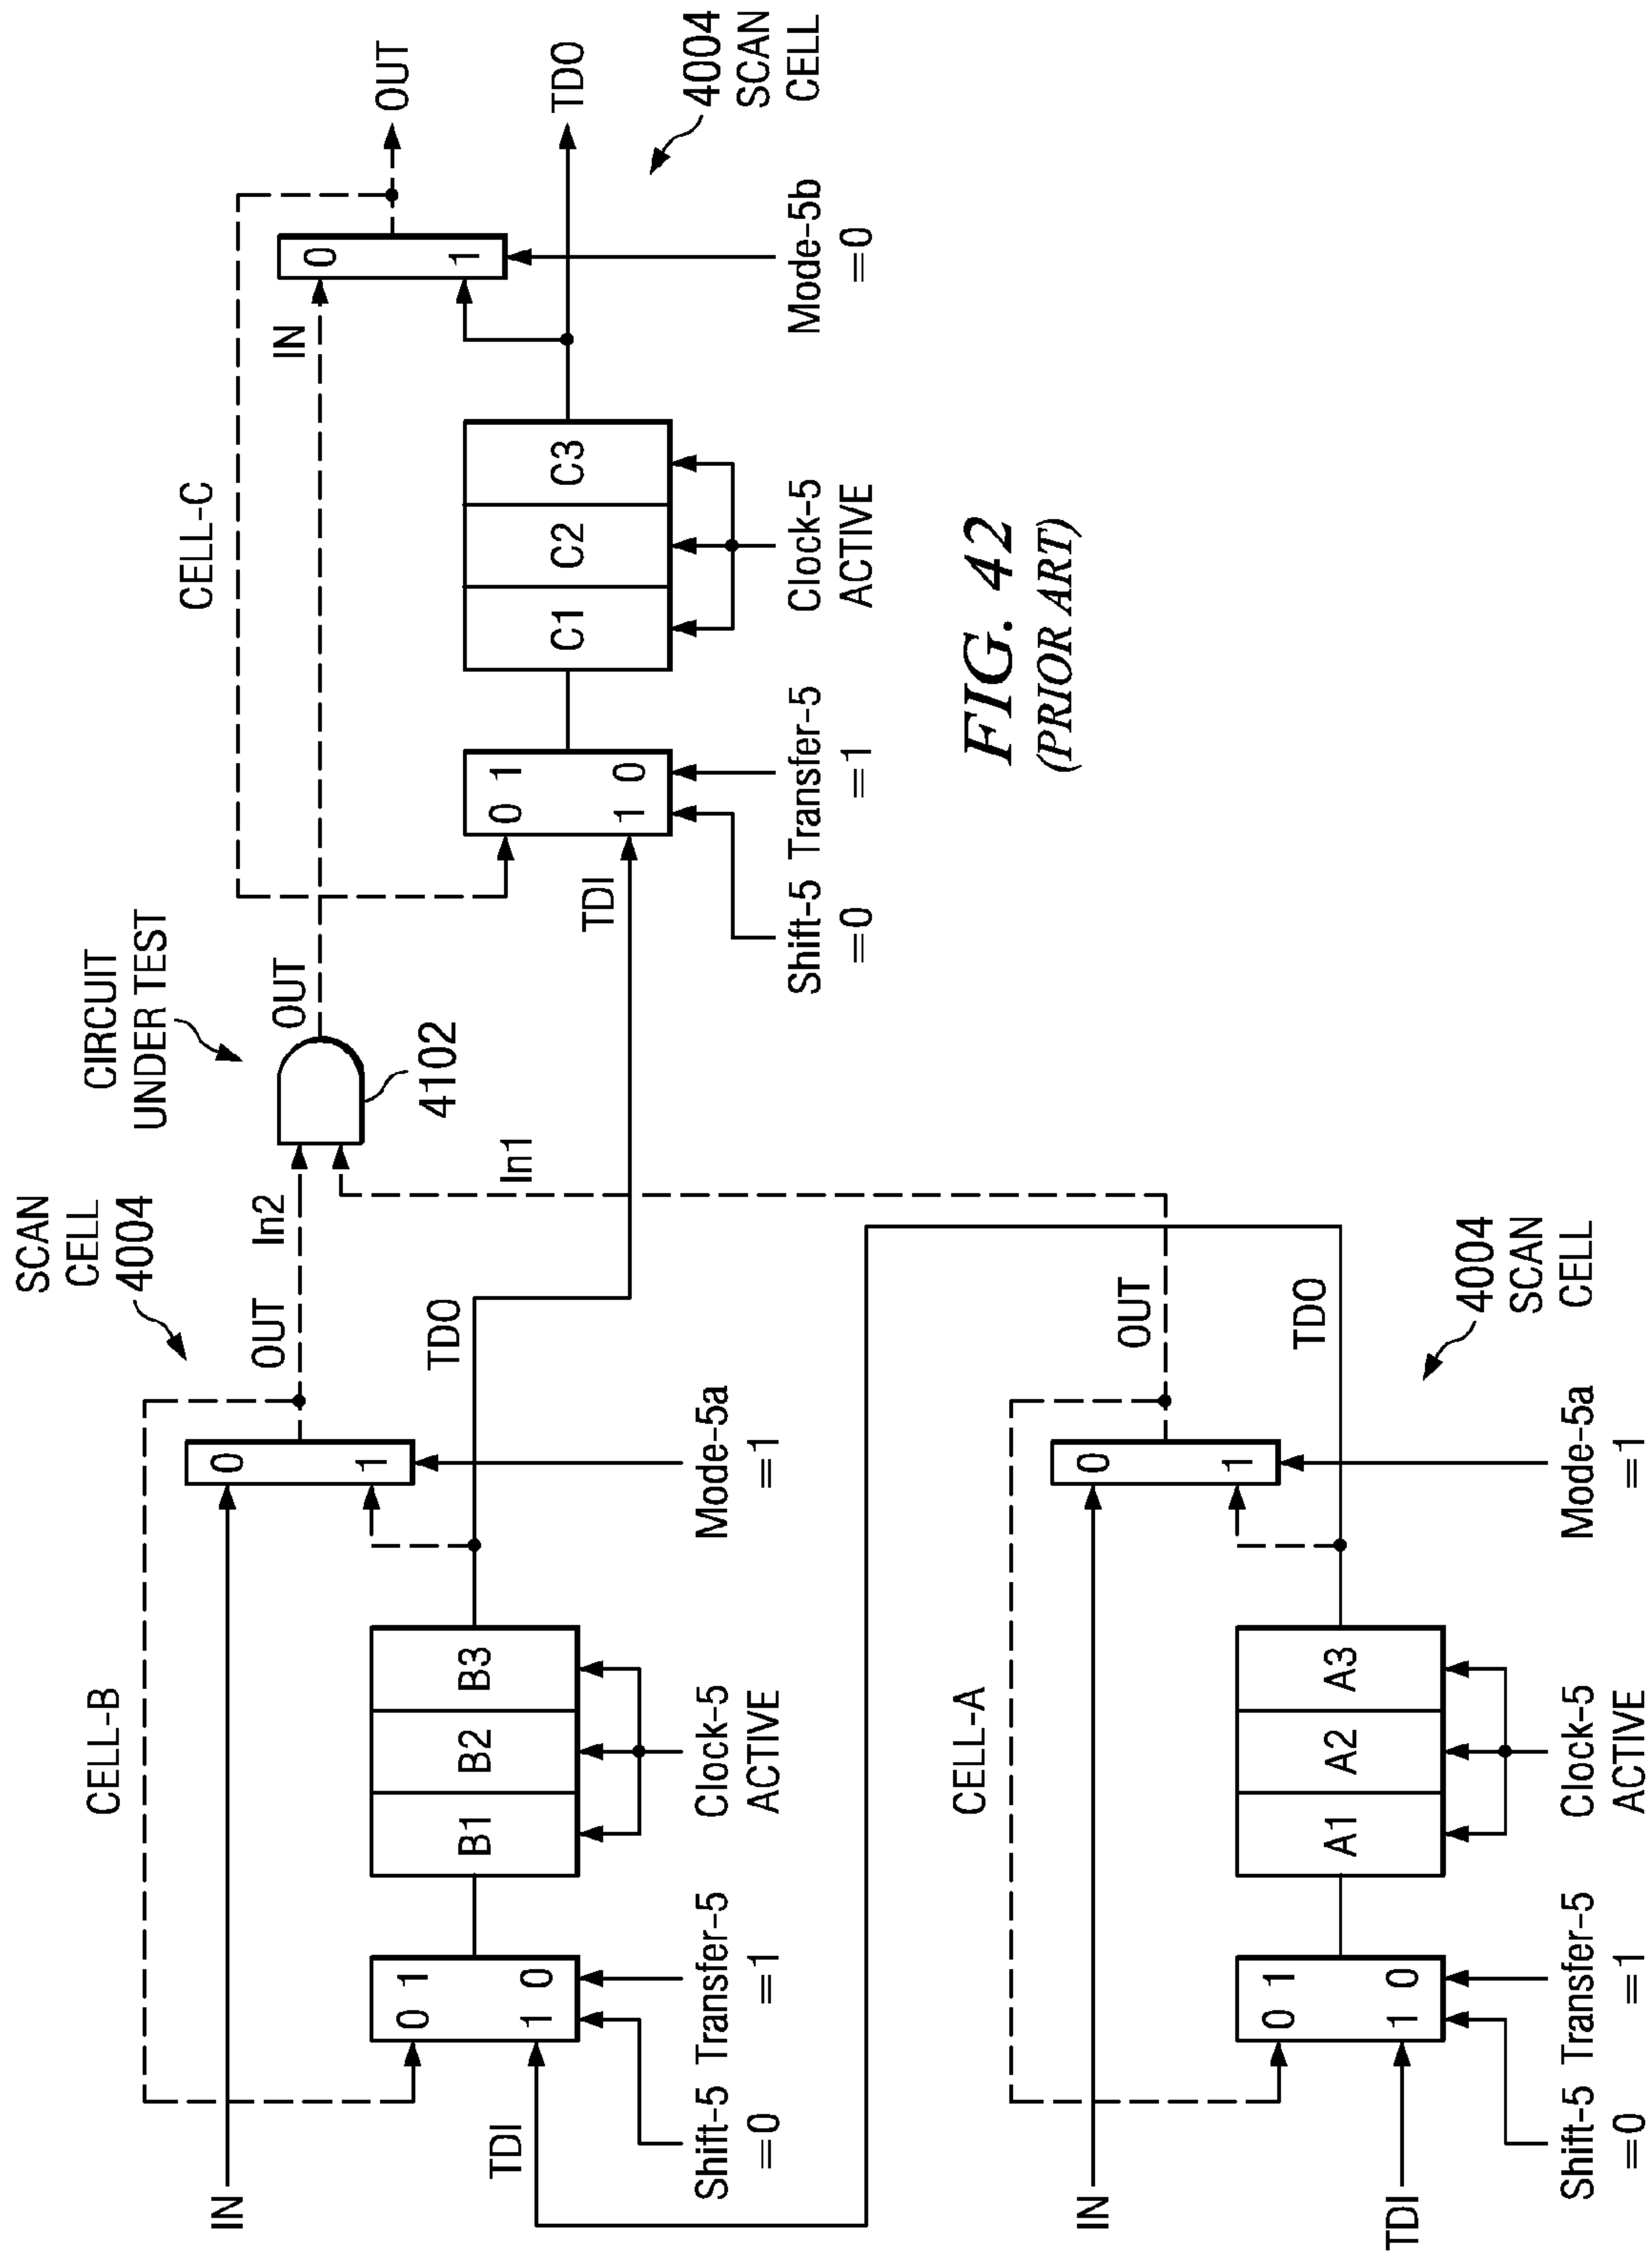 SCAN
CELL
4004
CIRCUIT
UNDER TEST
CELL-B
IN
0
1
OUT
In2
OUT
4102
CELL-C
IN
0
1
OUT
TDI
0 1
1 0
B1
B2
B3
TDO
In1
TDI
0 1
1 0
C1
C2
C3
TDO
Shift-5
=0
Transfer-5
=1
Clock-5
ACTIVE
Mode-5a
=1
Shift-5
=0
Transfer-5
=1
Clock-5
ACTIVE
Mode-5b
=0
4004
SCAN
CELL
CELL-A
IN
0
1
OUT
TDI
0 1
1 0
A1
A2
A3
TDO
Shift-5
=0
Transfer-5
=1
Clock-5
ACTIVE
Mode-5a
=1
4004
SCAN
CELL
FIG. 42
(PRIOR ART)